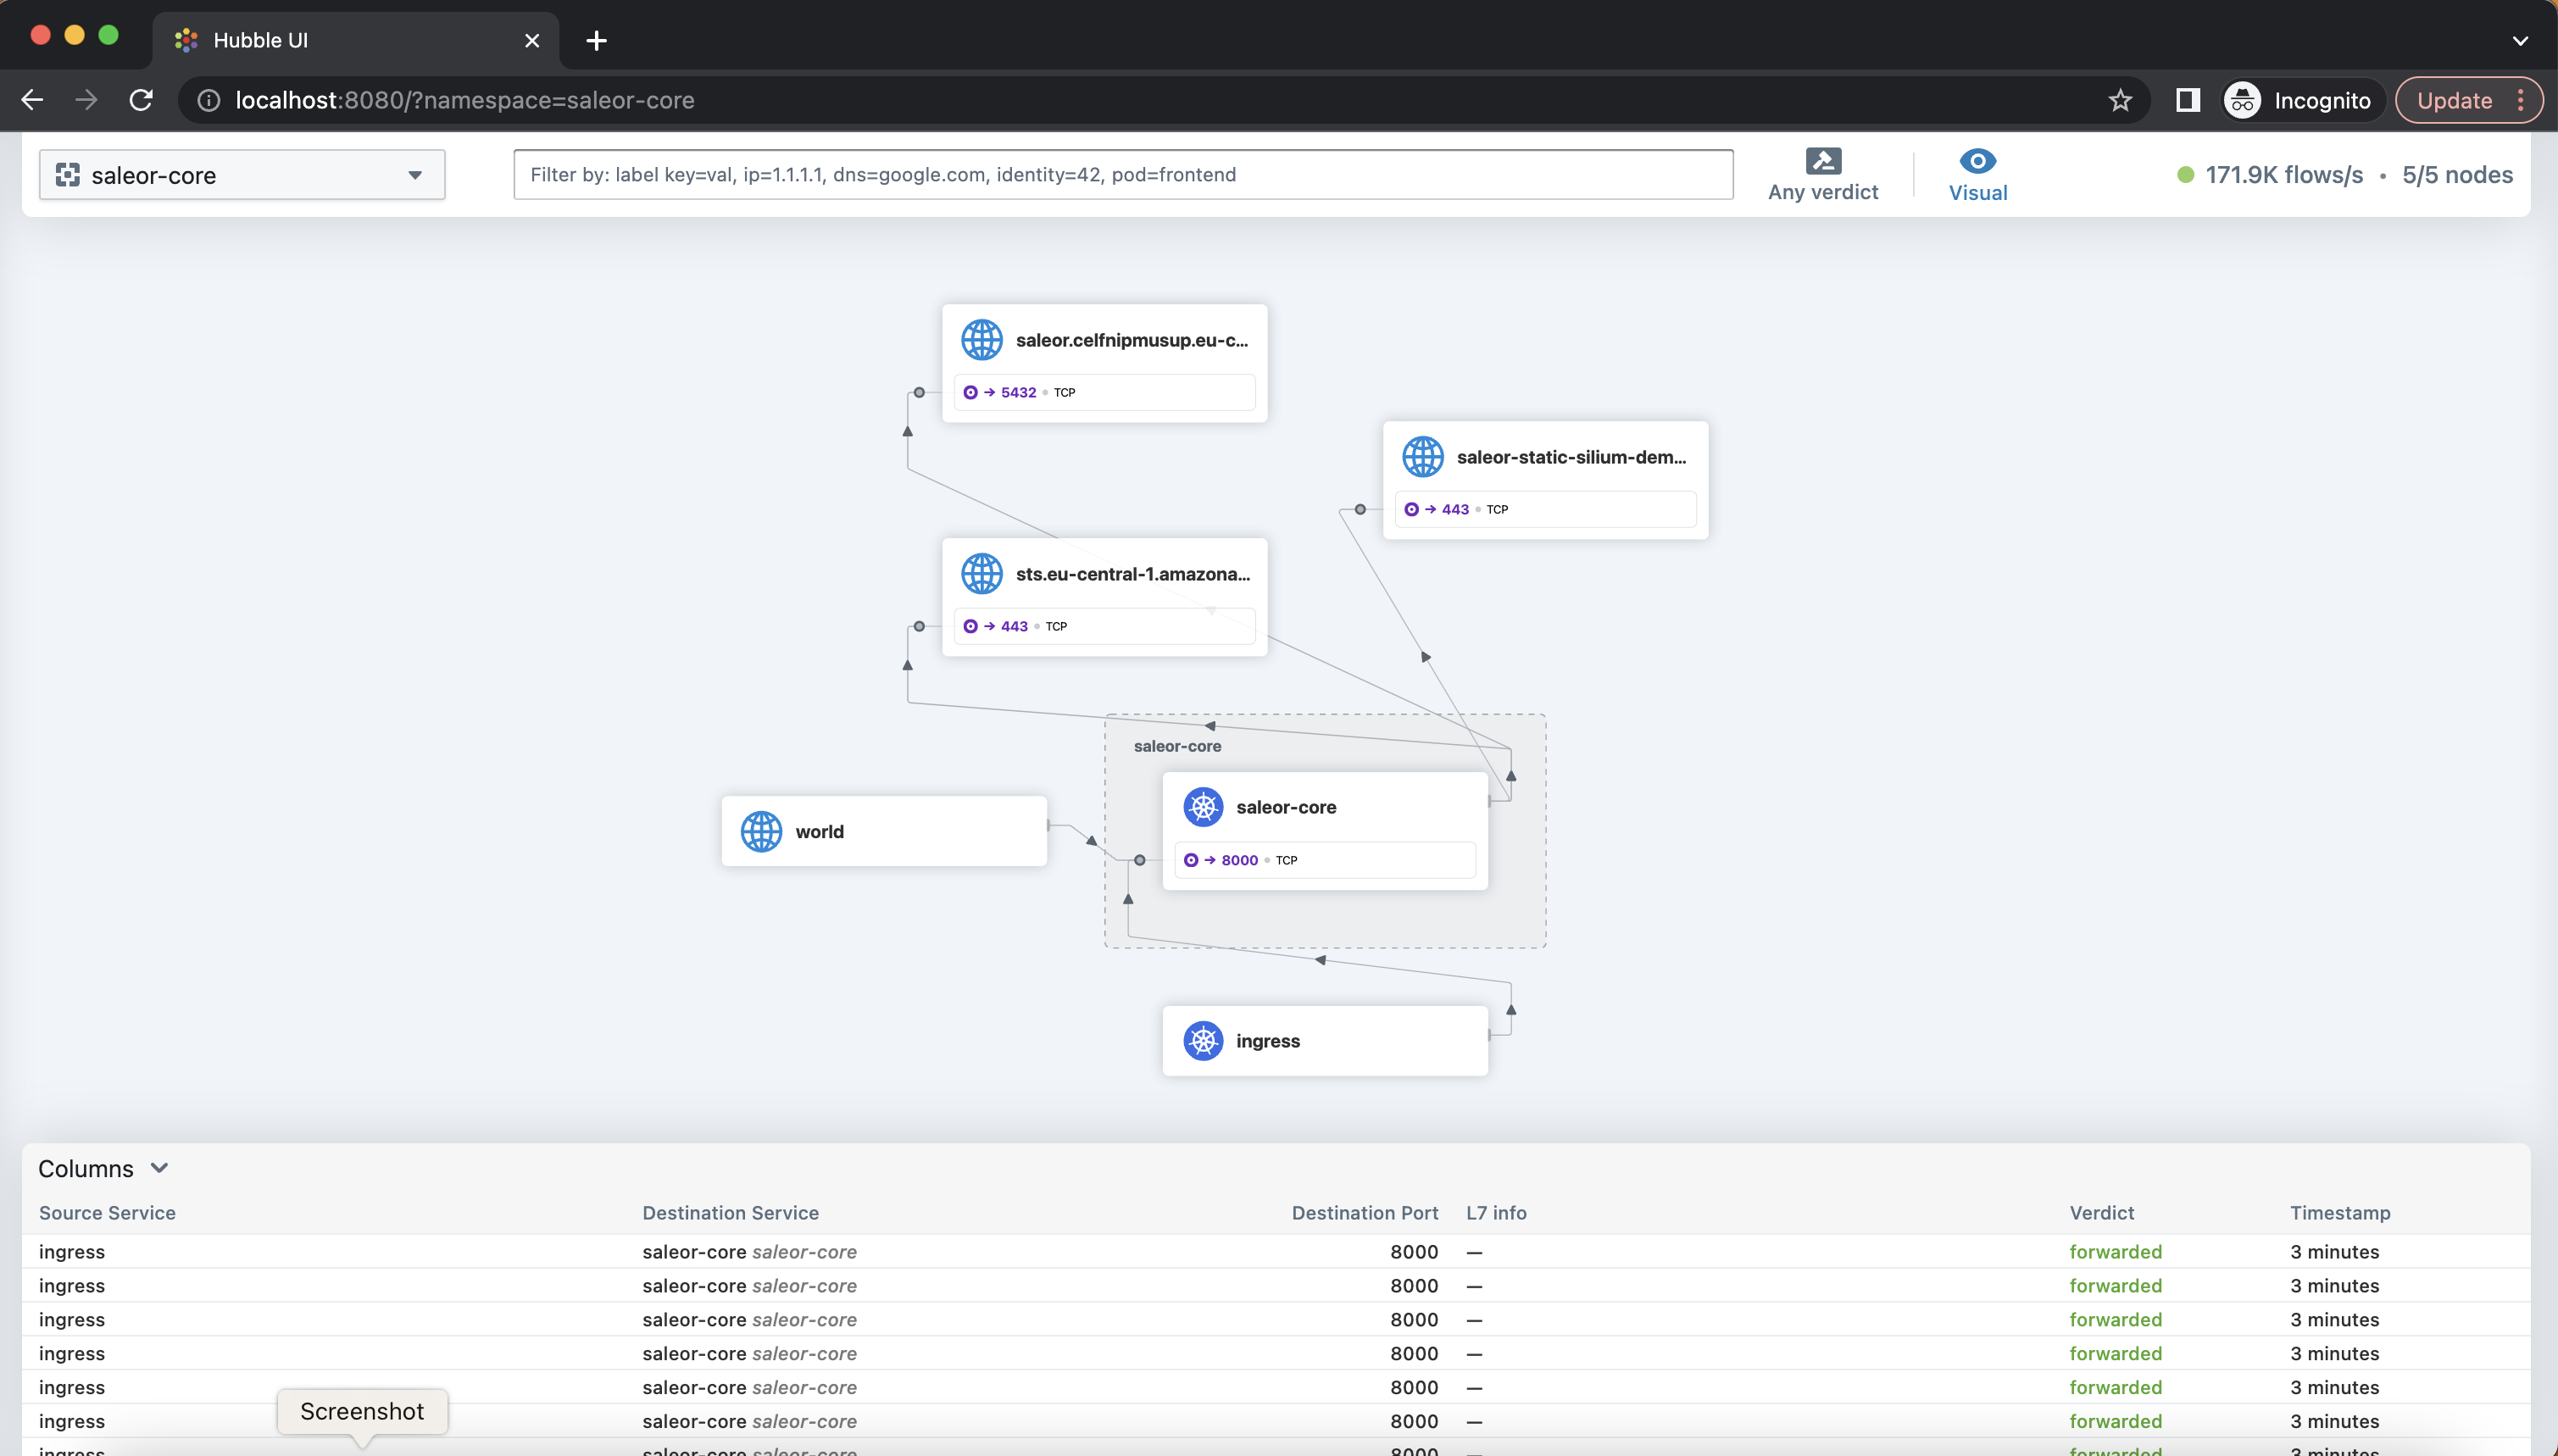 Hubble UI
localhost:8080/?namespace=saleor-core
Incognito
Update
saleor-core
Filter by: label key=val, ip=1.1.1.1, dns=google.com, identity=42, pod=frontend
Any verdict
Visual
171.9K flows/s • 5/5 nodes
saleor.celfnipmusup.eu-c...
→ 5432 • TCP
saleor-static-silium-dem...
→ 443 • TCP
sts.eu-central-1.amazona...
→ 443 • TCP
saleor-core
saleor-core
→ 8000 • TCP
world
ingress
Columns
Source Service Destination Service Destination Port L7 info Verdict Timestamp
ingress saleor-core saleor-core 8000 — forwarded 3 minutes
ingress saleor-core saleor-core 8000 — forwarded 3 minutes
ingress saleor-core saleor-core 8000 — forwarded 3 minutes
ingress saleor-core saleor-core 8000 — forwarded 3 minutes
ingress saleor-core saleor-core 8000 — forwarded 3 minutes
ingress saleor-core saleor-core 8000 — forwarded 3 minutes
ingress saleor-core saleor-core 8000 — forwarded 3 minutes
Screenshot